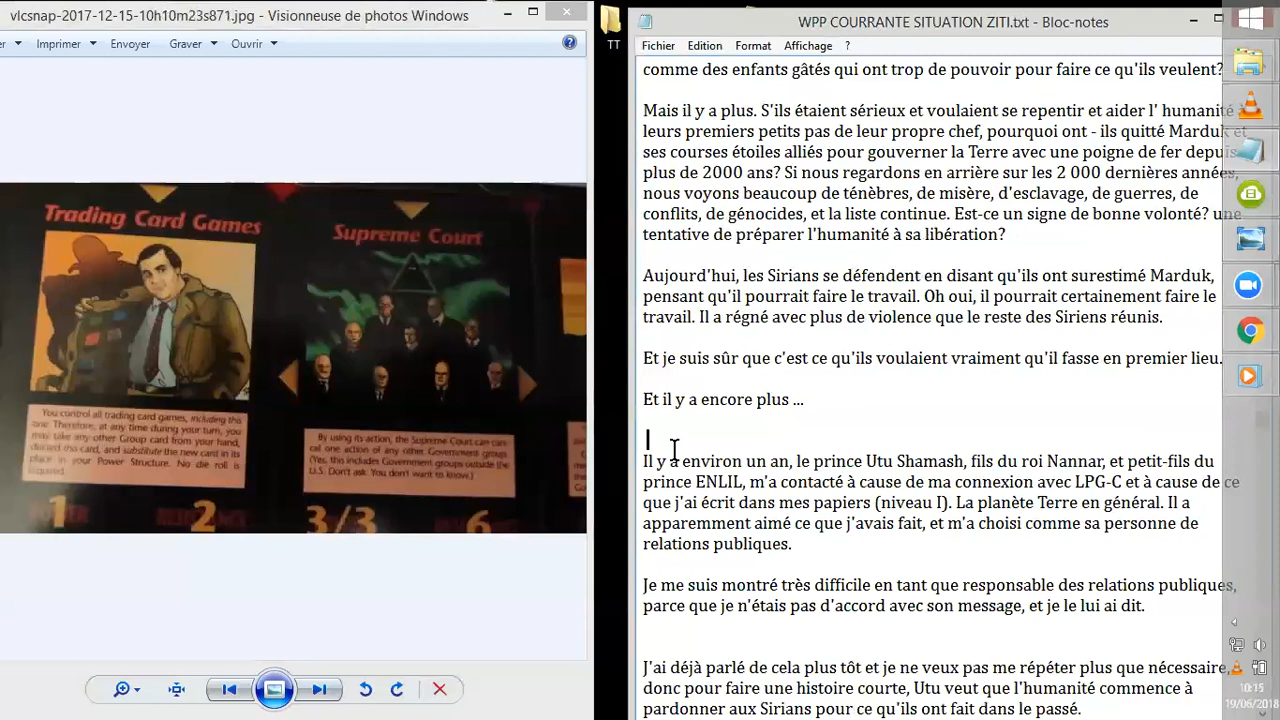 vlcsnap-2017-12-15-10h10m23s871.jpg - Visionneuse de photos Windows
Imprimer
Envoyer
Graver
Ouvrir
Trading Card Games
You control all trading card games, including this
one. Therefore, at any time during your turn, you
may take any other Group card from your hand,
discard this card, and substitute the new card in its
place in your Power Structure. No die roll is
required.
1
2
Supreme Court
By using its action, the Supreme Court can can-
call one action of any other Government group.
(Yes, this includes Government groups outside the
U.S. Don't ask. You don't want to know.)
3/3
6
TT
WPP COURRANTE SITUATION ZITI.txt - Bloc-notes
Fichier
Edition
Format
Affichage
?
comme des enfants gâtés qui ont trop de pouvoir pour faire ce qu'ils veulent?
Mais il y a plus. S'ils étaient sérieux et voulaient se repentir et aider l' humanité à
leurs premiers petits pas de leur propre chef, pourquoi ont - ils quitté Marduk et
ses courses étoiles alliés pour gouverner la Terre avec une poigne de fer depuis
plus de 2000 ans? Si nous regardons en arrière sur les 2 000 dernières années,
nous voyons beaucoup de ténèbres, de misère, d'esclavage, de guerres, de
conflits, de génocides, et la liste continue. Est-ce un signe de bonne volonté? une
tentative de préparer l'humanité à sa libération?
Aujourd'hui, les Sirians se défendent en disant qu'ils ont surestimé Marduk,
pensant qu'il pourrait faire le travail. Oh oui, il pourrait certainement faire le
travail. Il a régné avec plus de violence que le reste des Siriens réunis.
Et je suis sûr que c'est ce qu'ils voulaient vraiment qu'il fasse en premier lieu.
Et il y a encore plus ...
Il y a environ un an, le prince Utu Shamash, fils du roi Nannar, et petit-fils du
prince ENLIL, m'a contacté à cause de ma connexion avec LPG-C et à cause de ce
que j'ai écrit dans mes papiers (niveau I). La planète Terre en général. Il a
apparemment aimé ce que j'avais fait, et m'a choisi comme sa personne de
relations publiques.
Je me suis montré très difficile en tant que responsable des relations publiques,
parce que je n'étais pas d'accord avec son message, et je le lui ai dit.
J'ai déjà parlé de cela plus tôt et je ne veux pas me répéter plus que nécessaire,
donc pour faire une histoire courte, Utu veut que l'humanité commence à
pardonner aux Sirians pour ce qu'ils ont fait dans le passé.
10:15
19/06/2018